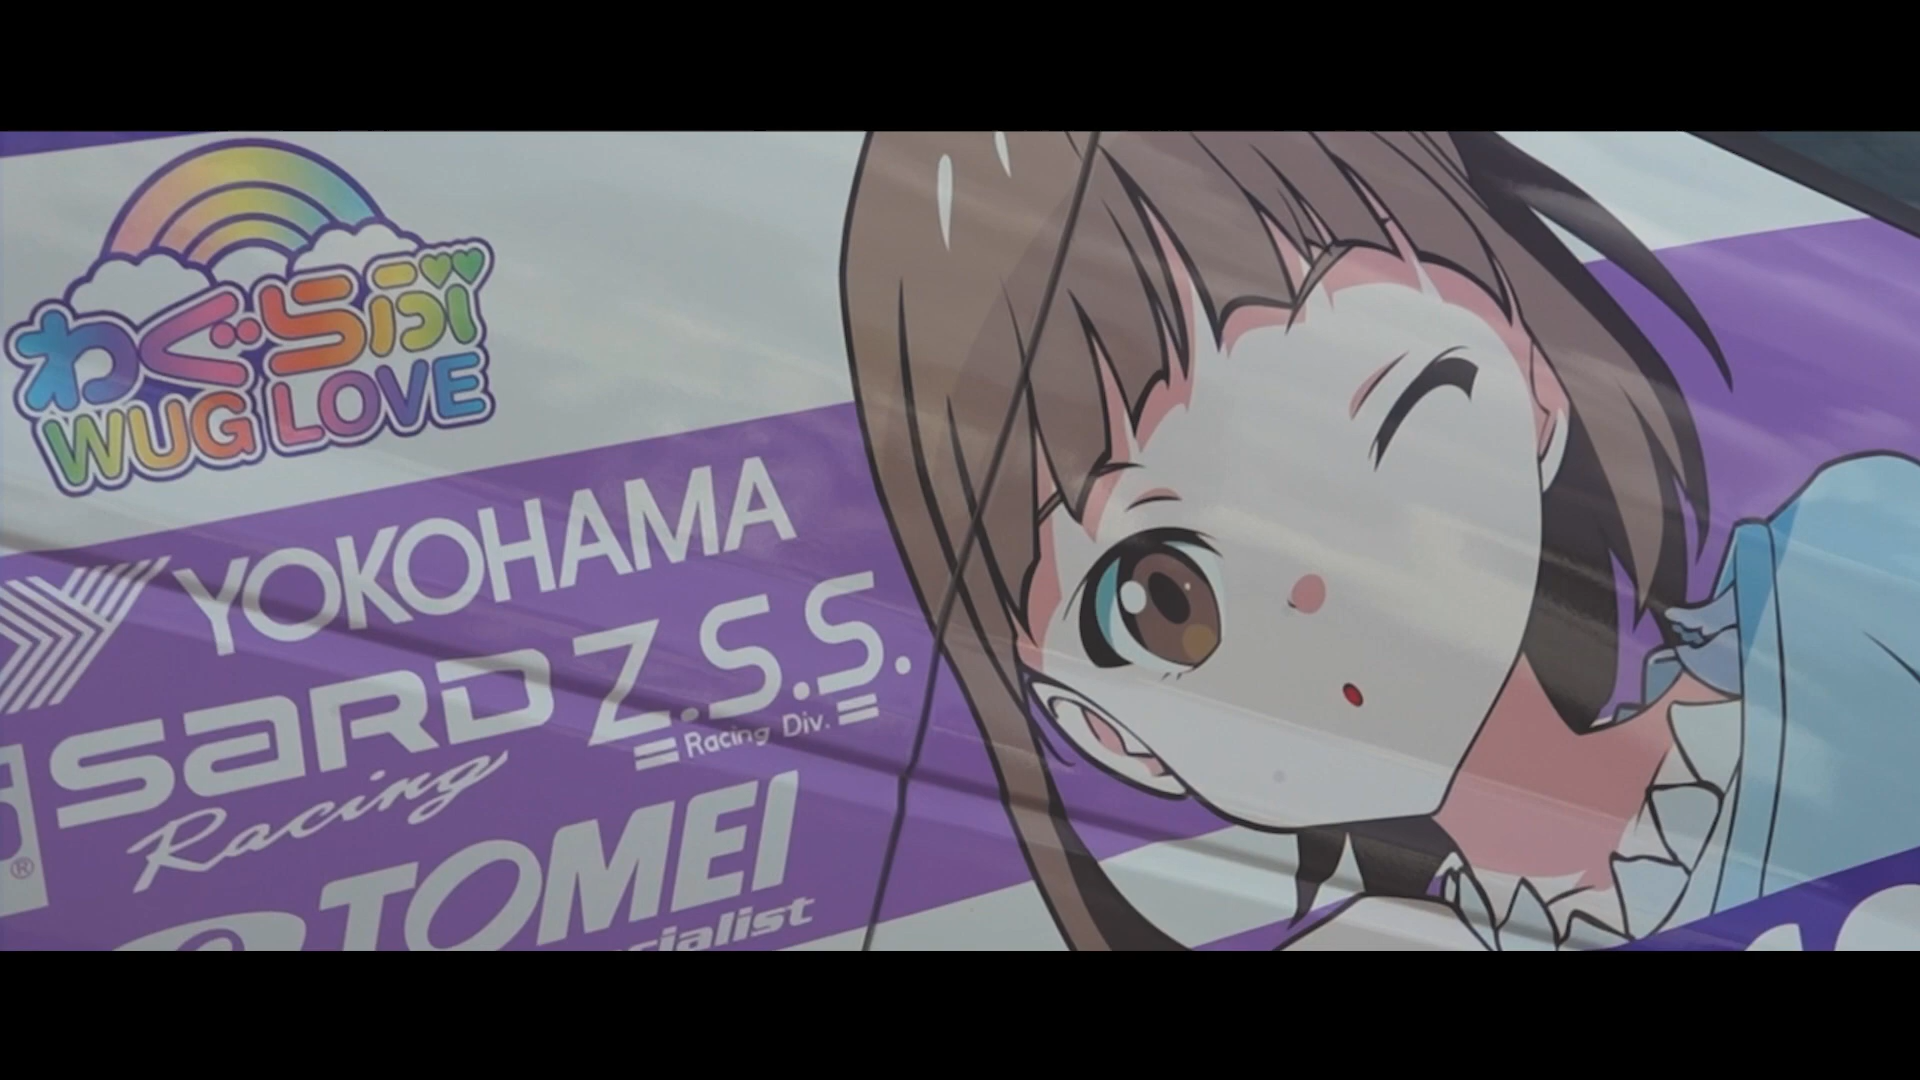 わぐらぶ
WUG LOVE
YOKOHAMA
SARD
Racing
Z.S.S.
Racing Div.
®
TOMEI